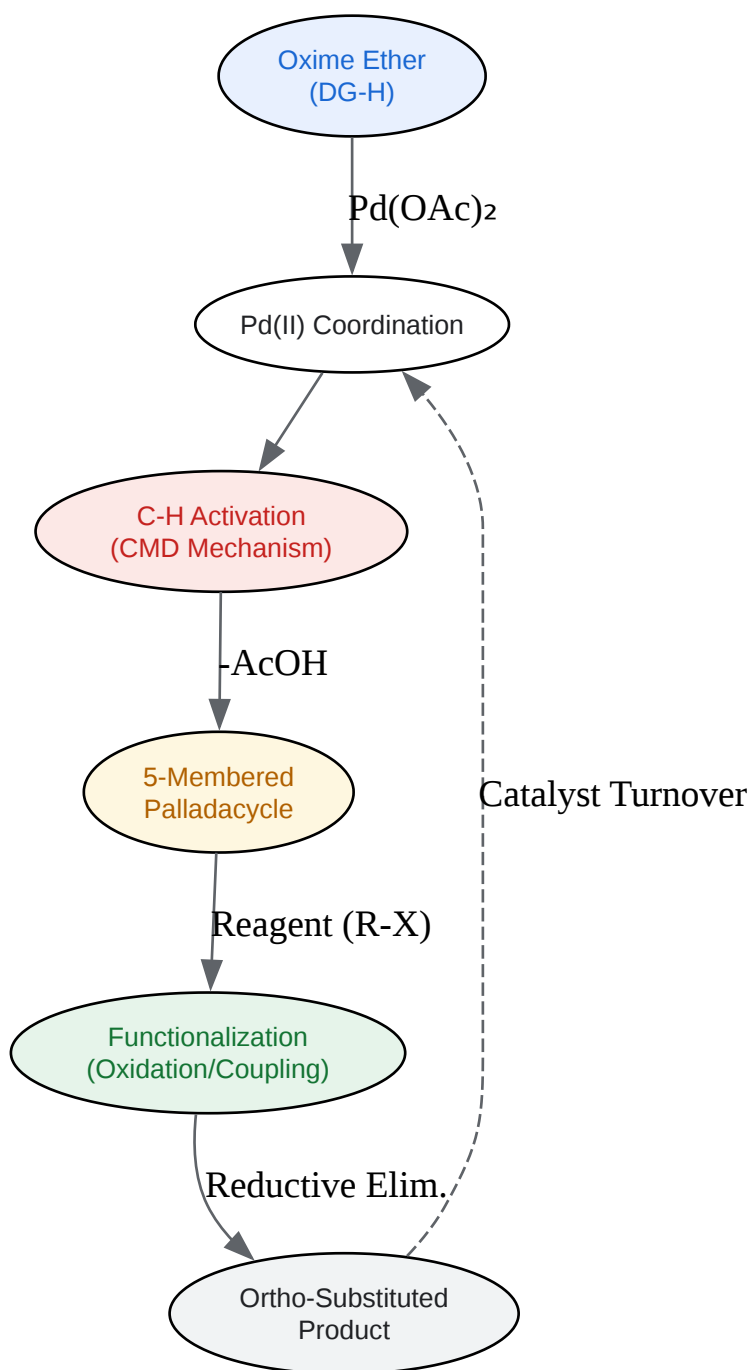 Oxime Ether
(DG-H)
Pd(OAc)₂
Pd(II) Coordination
C-H Activation
(CMD Mechanism)
-AcOH
5-Membered
Palladacycle
Catalyst Turnover
Reagent (R-X)
Functionalization
(Oxidation/Coupling)
Reductive Elim.
Ortho-Substituted
Product